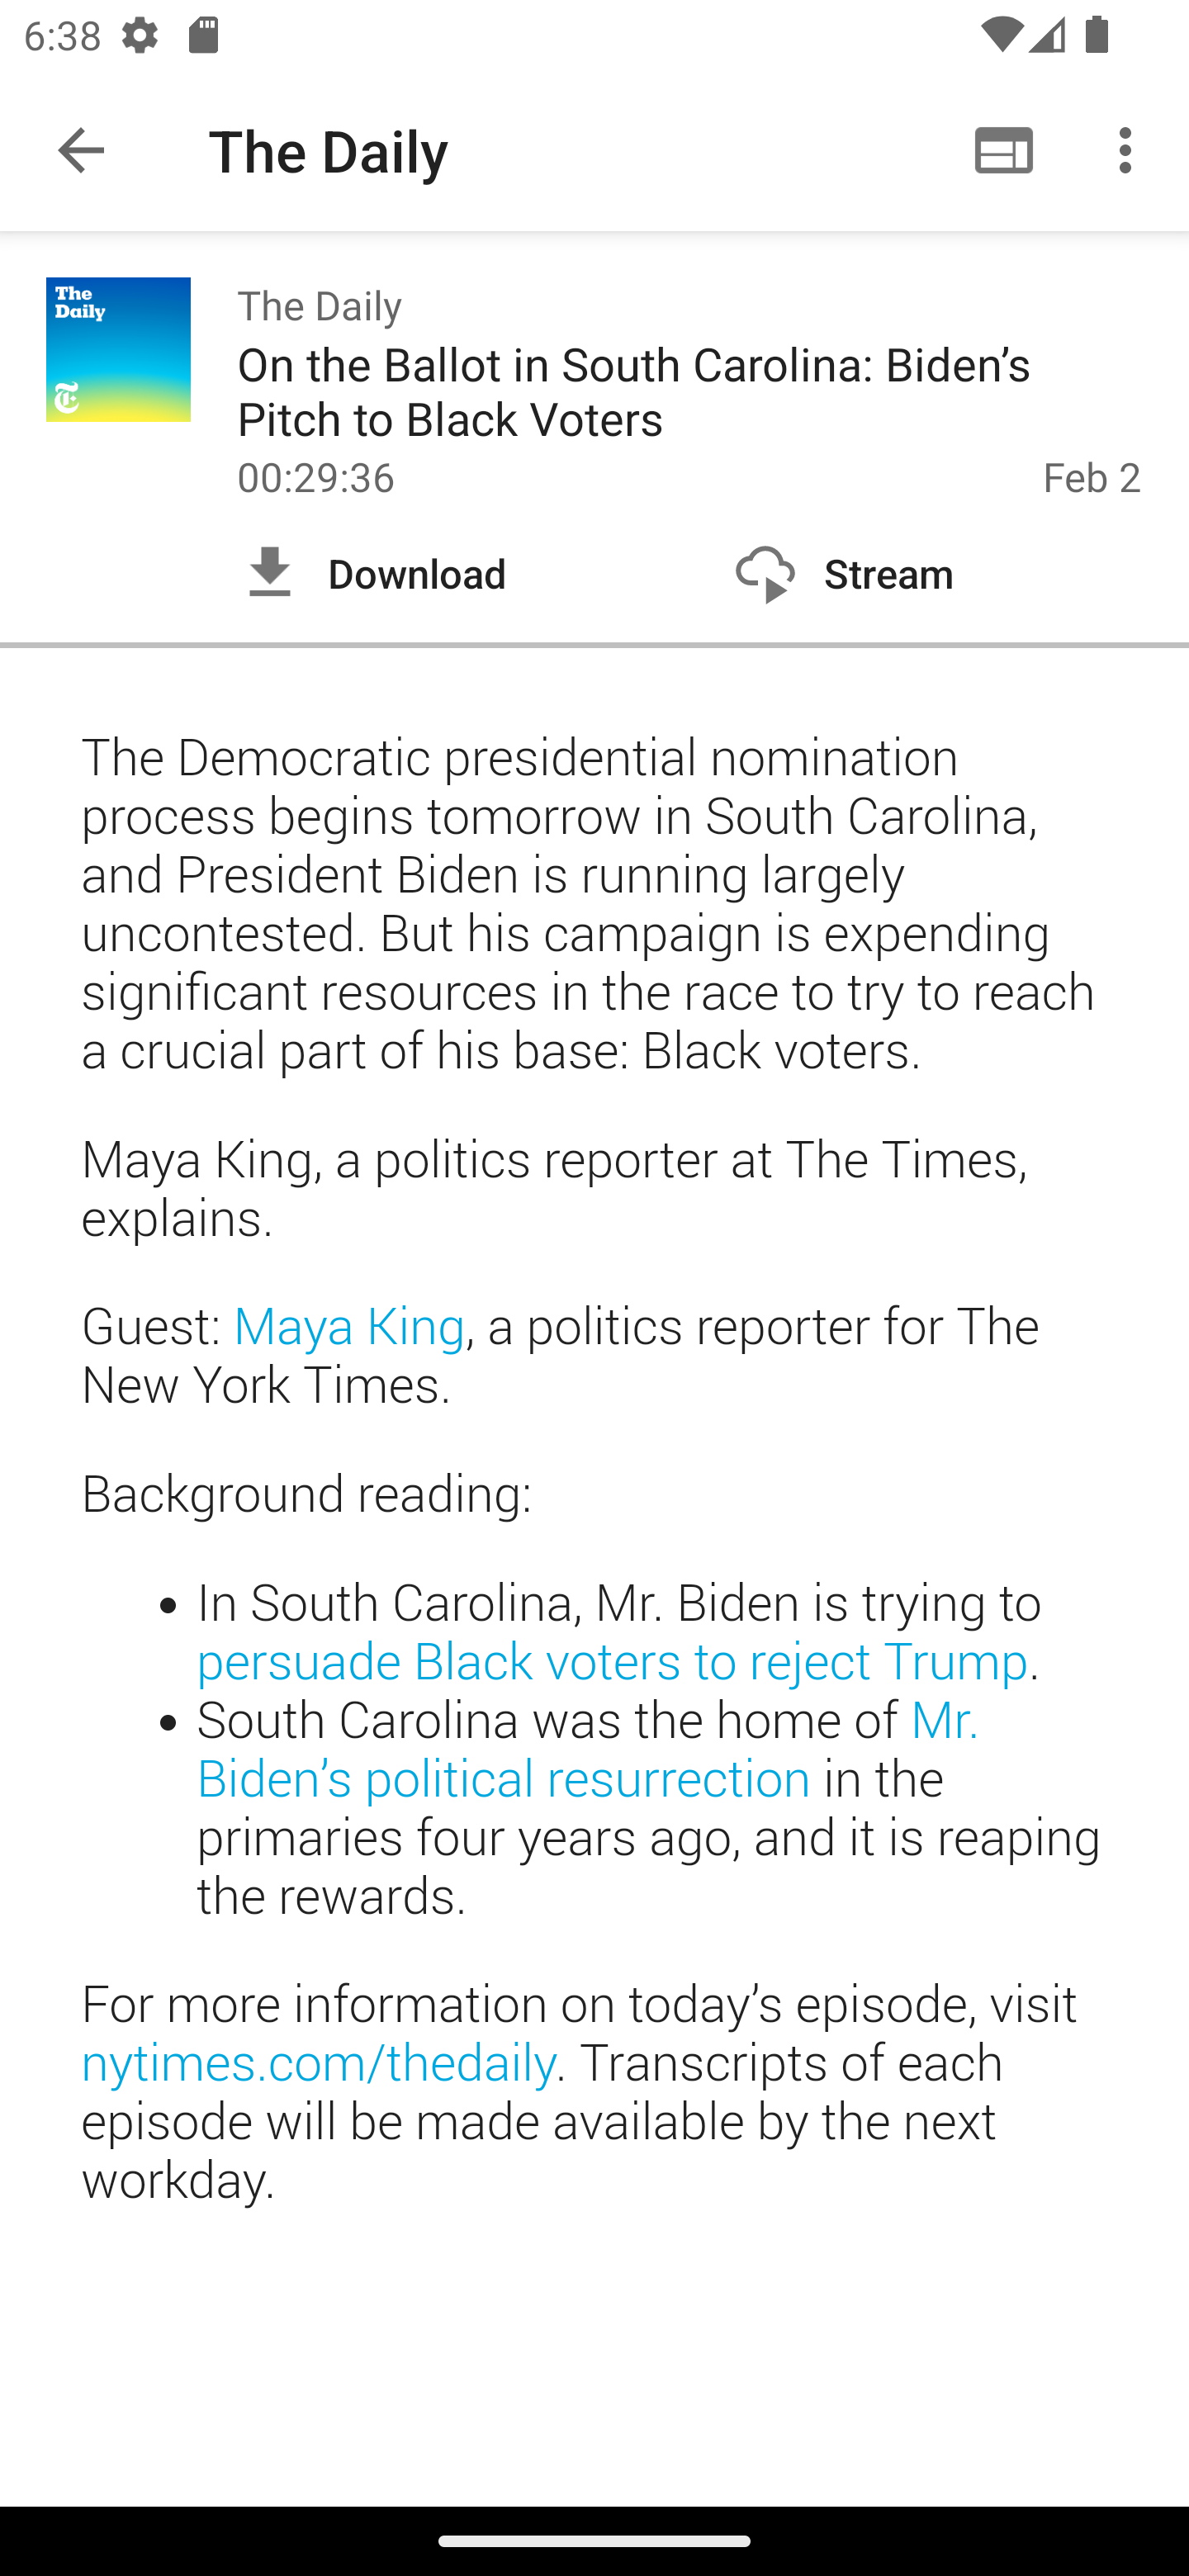 6:38
The Daily
The
Daily
The Daily
On the Ballot in South Carolina: Biden’s
Pitch to Black Voters
00:29:36
Feb 2
Download
Stream
The Democratic presidential nomination
process begins tomorrow in South Carolina,
and President Biden is running largely
uncontested. But his campaign is expending
significant resources in the race to try to reach
a crucial part of his base: Black voters.
Maya King, a politics reporter at The Times,
explains.
Guest: Maya King, a politics reporter for The
New York Times.
Background reading:
• In South Carolina, Mr. Biden is trying to
persuade Black voters to reject Trump.
• South Carolina was the home of Mr.
Biden’s political resurrection in the
primaries four years ago, and it is reaping
the rewards.
For more information on today’s episode, visit
nytimes.com/thedaily. Transcripts of each
episode will be made available by the next
workday.